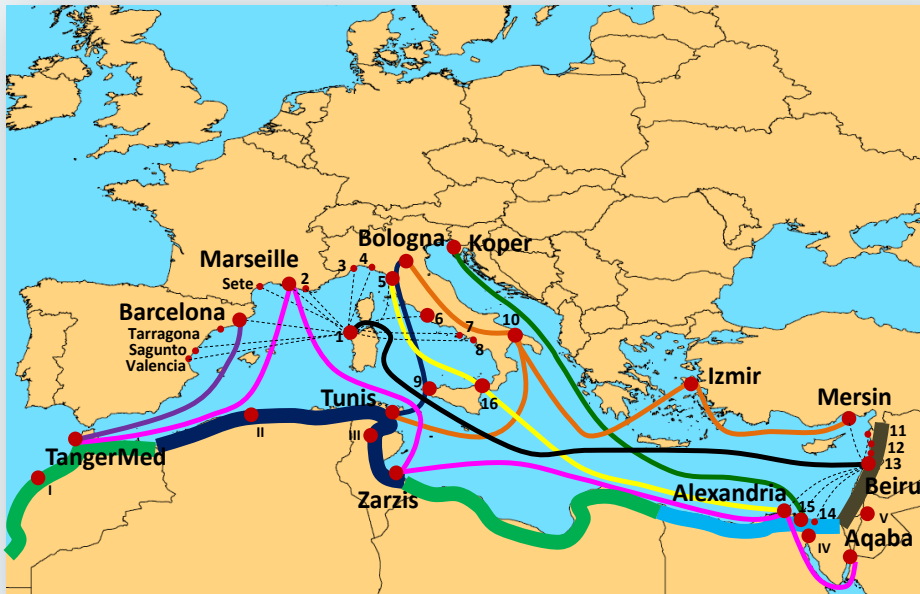 Bologna
Koper
3
4
Marseille
2
5
Sete
Barcelona
6
7
10
Tarragona
1
8
Sagunto
Valencia
9
Izmir
16
Mersin
Tunis
II
III
11
12
TangerMed
13
I
Zarzis
Alexandria
Beiru
15
14
V
IV
Aqaba